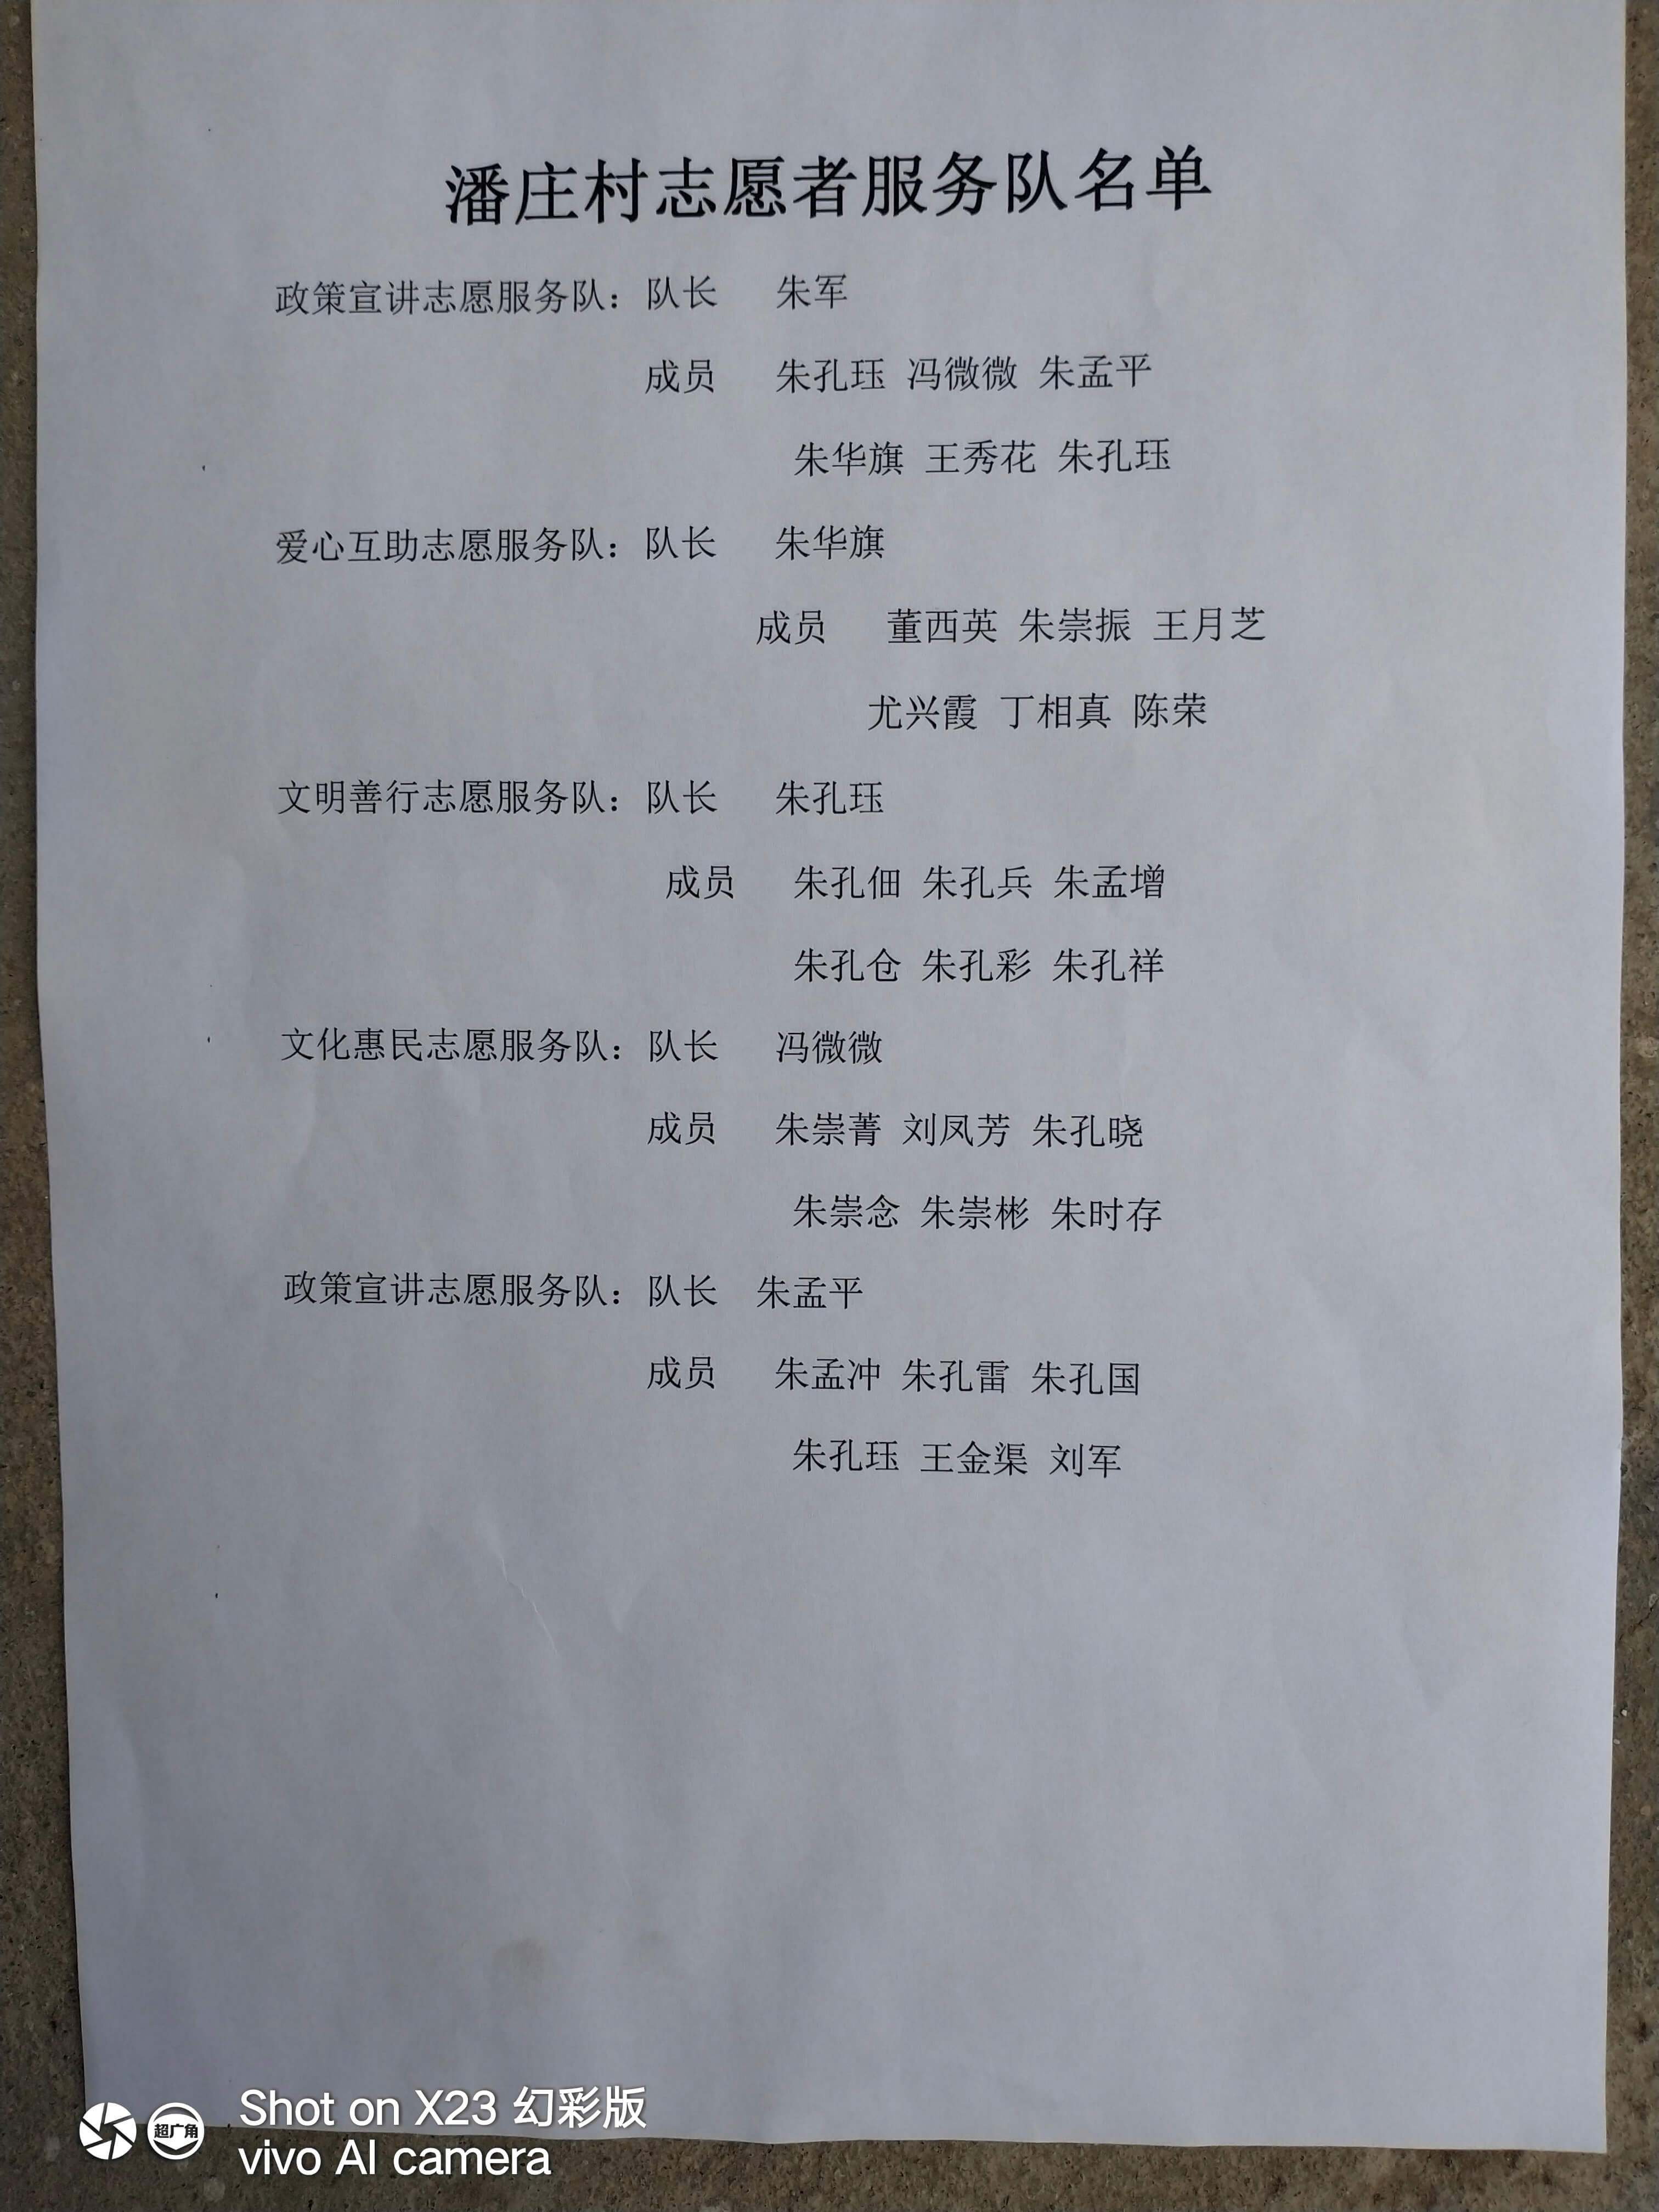 潘庄村志愿者服务队名单
政策宣讲志愿服务队：队长 朱军
成员 朱孔珏 冯微微 朱孟平
朱华旗 王秀花 朱孔珏
爱心互助志愿服务队：队长 朱华旗
成员 董西英 朱崇振 王月芝
尤兴霞 丁相真 陈荣
文明善行志愿服务队：队长 朱孔珏
成员 朱孔佃 朱孔兵 朱孟增
朱孔仓 朱孔彩 朱孔祥
文化惠民志愿服务队：队长 冯微微
成员 朱崇菁 刘凤芳 朱孔晓
朱崇念 朱崇彬 朱时存
政策宣讲志愿服务队：队长 朱孟平
成员 朱孟冲 朱孔雷 朱孔国
朱孔珏 王金渠 刘军
超广角
Shot on X23 幻彩版
vivo AI camera